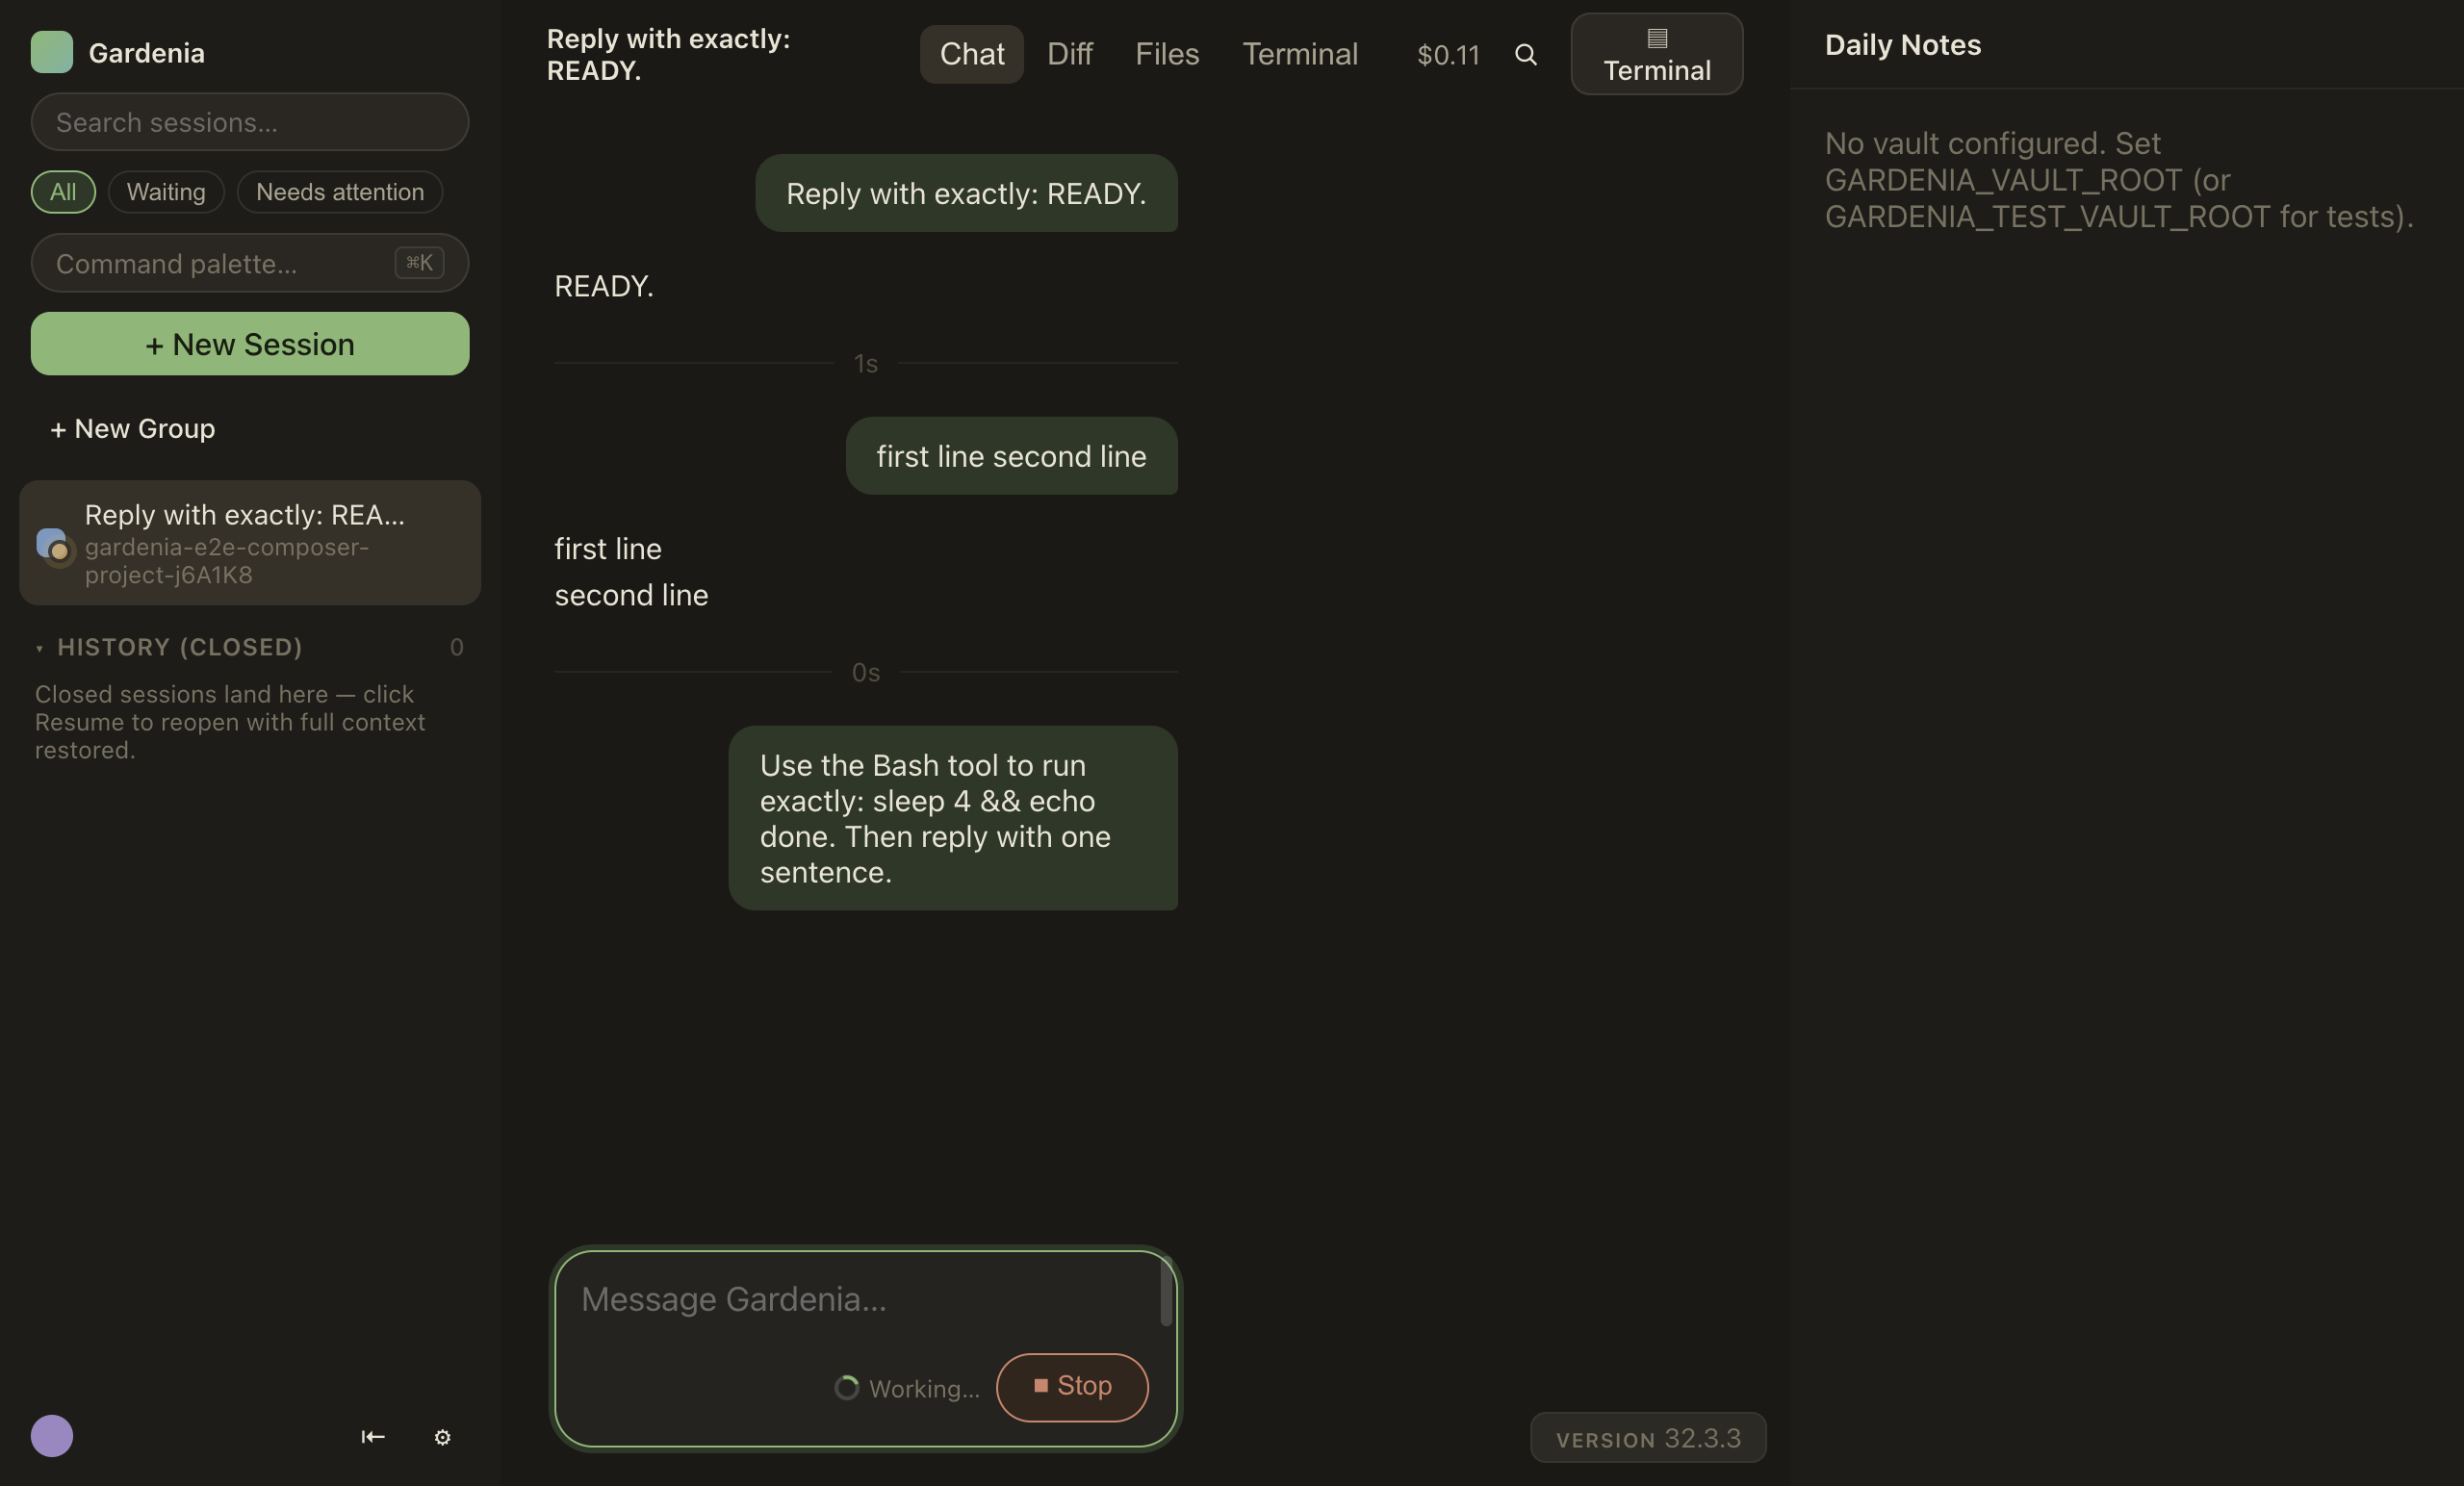 Gardenia
Search sessions...
All
Waiting
Needs attention
Command palette...
⌘K
+ New Session
+ New Group
Reply with exactly: REA...
gardenia-e2e-composer-
project-j6A1K8
▾ HISTORY (CLOSED) 0
Closed sessions land here — click
Resume to reopen with full context
restored.
Reply with exactly:
READY.
Chat
Diff
Files
Terminal
$0.11
Terminal
Reply with exactly: READY.
READY.
1s
first line second line
first line
second line
0s
Use the Bash tool to run
exactly: sleep 4 && echo
done. Then reply with one
sentence.
Message Gardenia...
Working...
Stop
VERSION 32.3.3
Daily Notes
No vault configured. Set
GARDENIA_VAULT_ROOT (or
GARDENIA_TEST_VAULT_ROOT for tests).